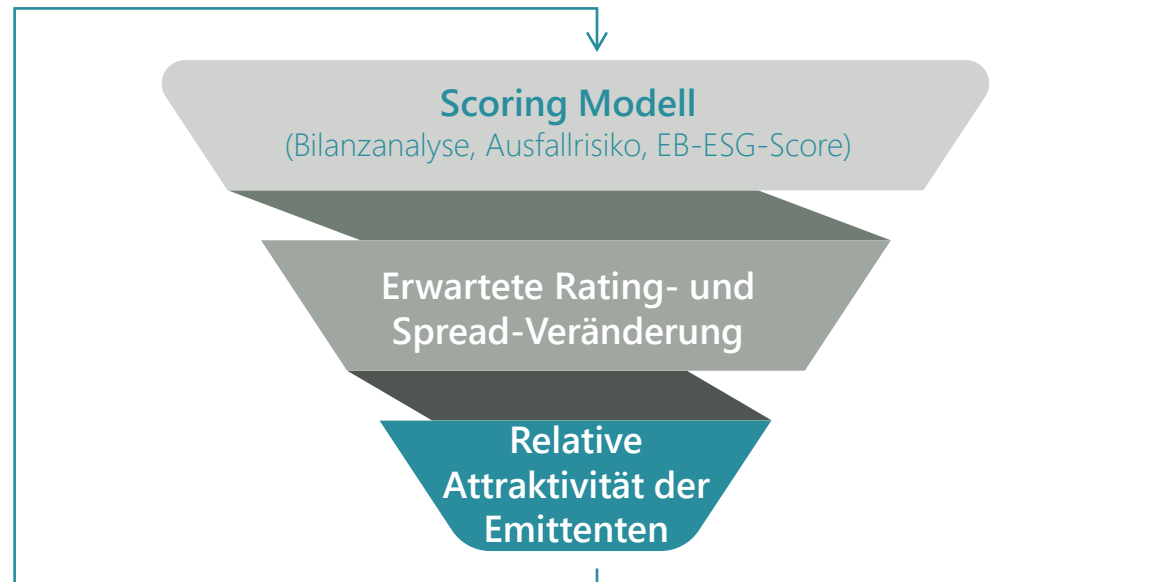 Scoring Modell
(Bilanzanalyse, Ausfallrisiko, EB-ESG-Score)
Erwartete Rating- und
Spread-Veränderung
Relative
Attraktivität der
Emittenten